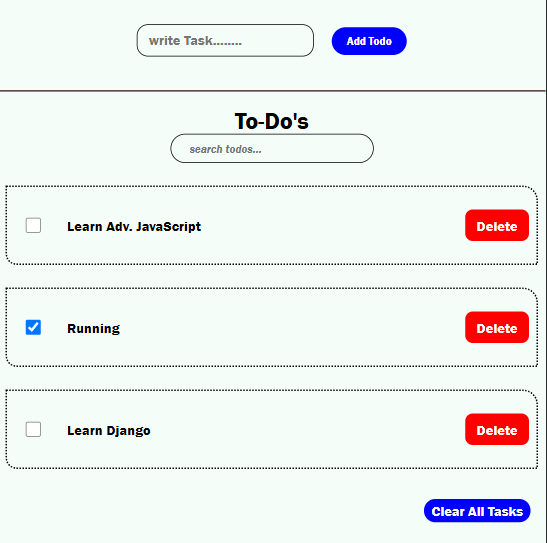 write Task........ Add Todo
To-Do's
search todos...
Learn Adv. JavaScript Delete
Running Delete
Learn Django Delete
Clear All Tasks